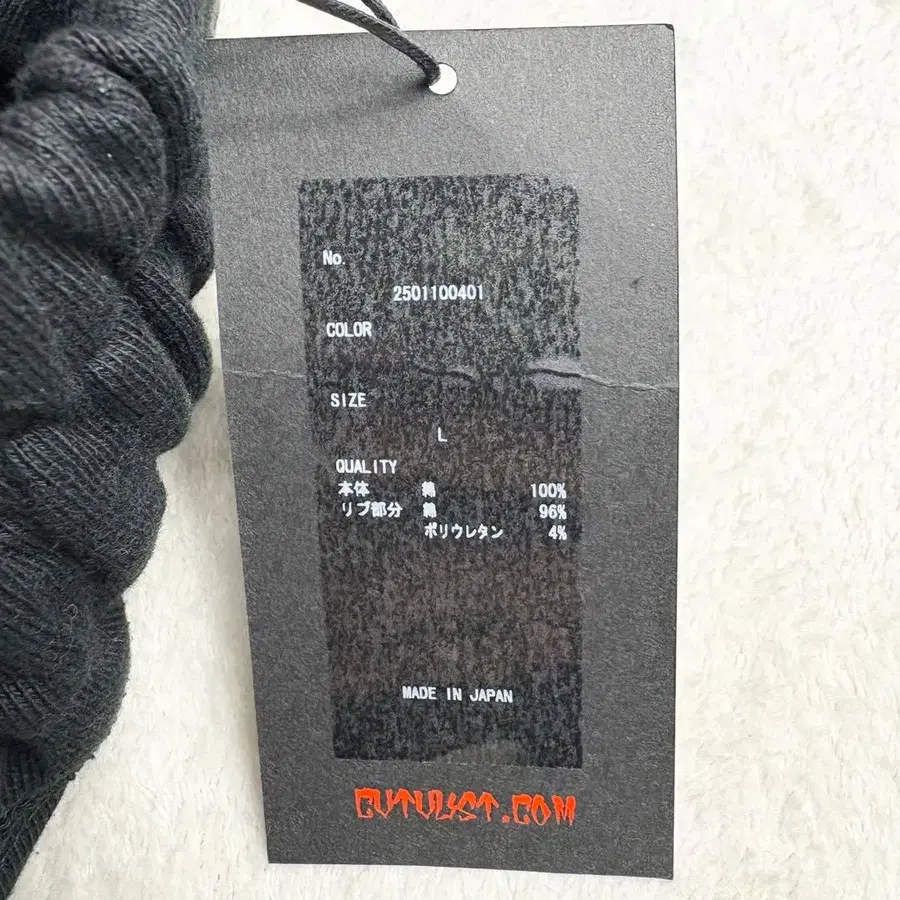 No.
2501100401
COLOR
SIZE
L
QUALITY
本体 綿 100%
リブ部分 綿 96%
ポリウレタン 4%
MADE IN JAPAN
CVTVLYST.COM